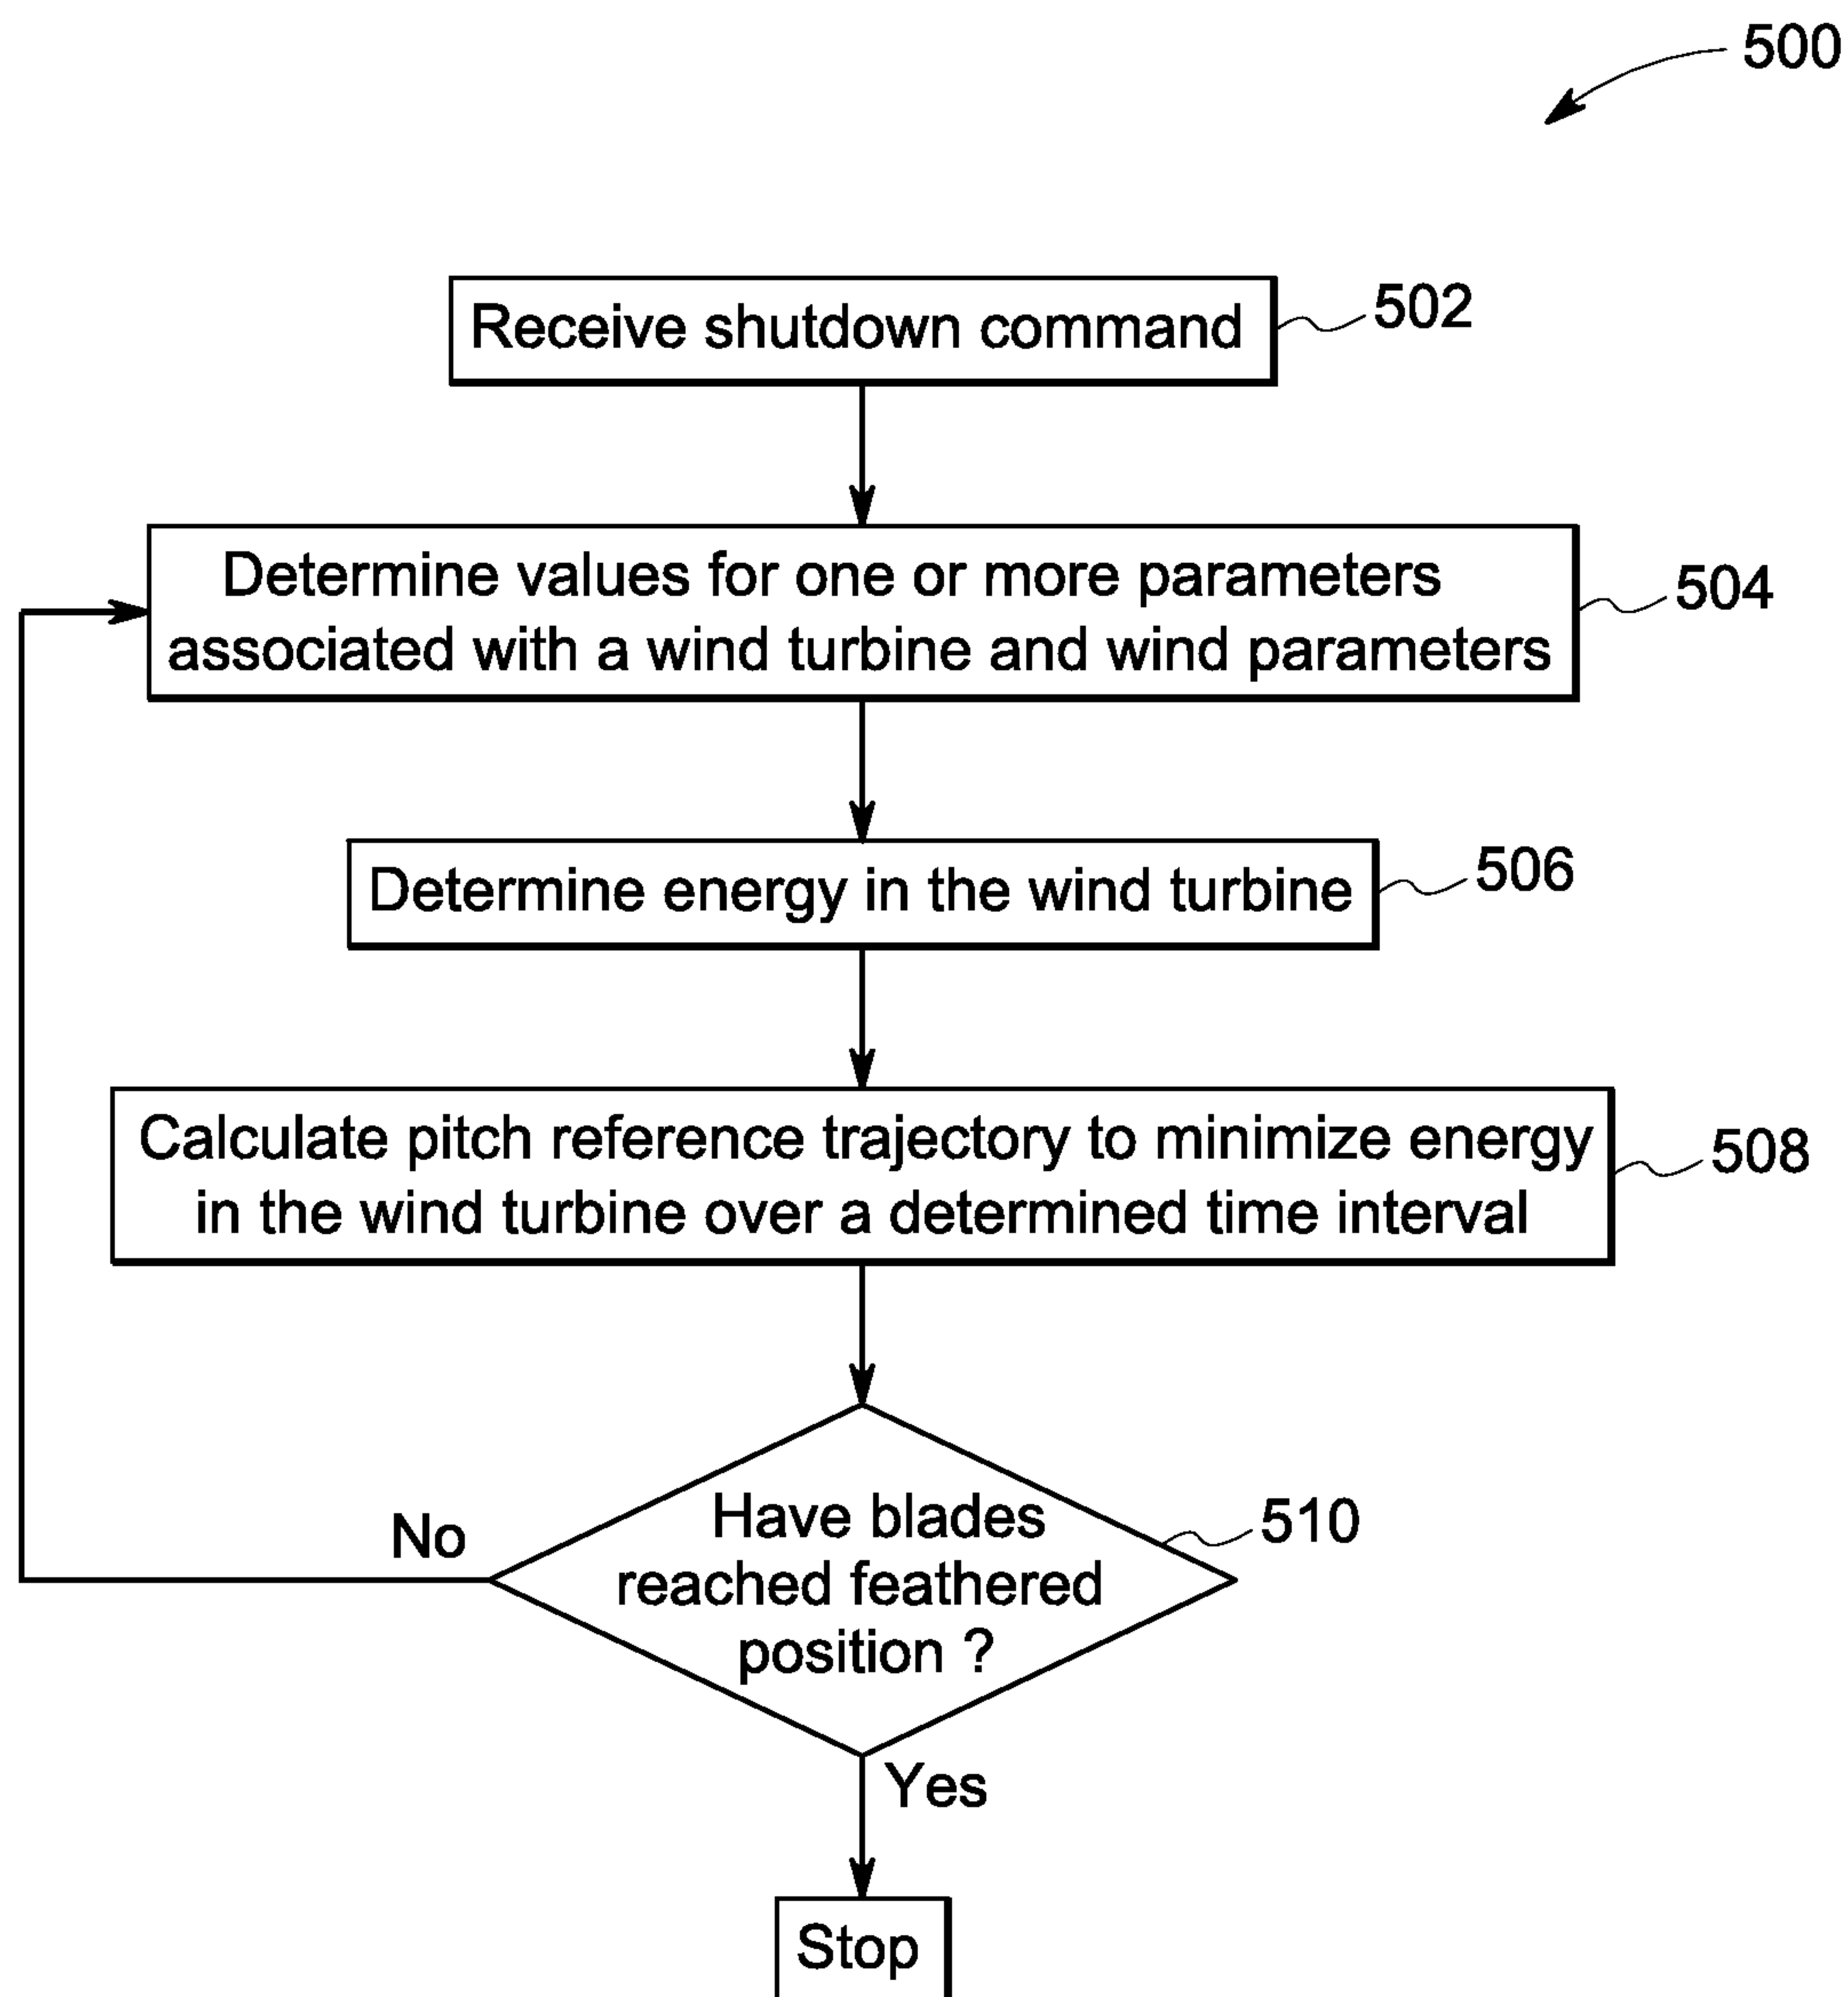 500
Receive shutdown command
502
Determine values for one or more parameters
associated with a wind turbine and wind parameters
504
Determine energy in the wind turbine
506
Calculate pitch reference trajectory to minimize energy
in the wind turbine over a determined time interval
508
Have blades
reached feathered
position ?
510
No
Yes
Stop